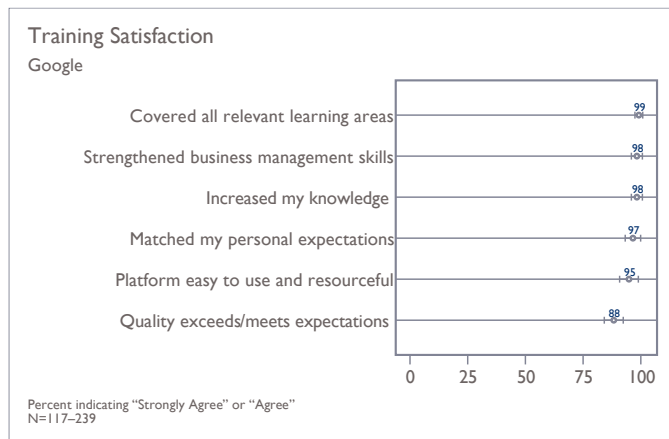 Training Satisfaction
Google
Covered all relevant learning areas 99
Strengthened business management skills 98
Increased my knowledge 98
Matched my personal expectations 97
Platform easy to use and resourceful 95
Quality exceeds/meets expectations 88
0 25 50 75 100
Percent indicating “Strongly Agree” or “Agree”
N=117–239